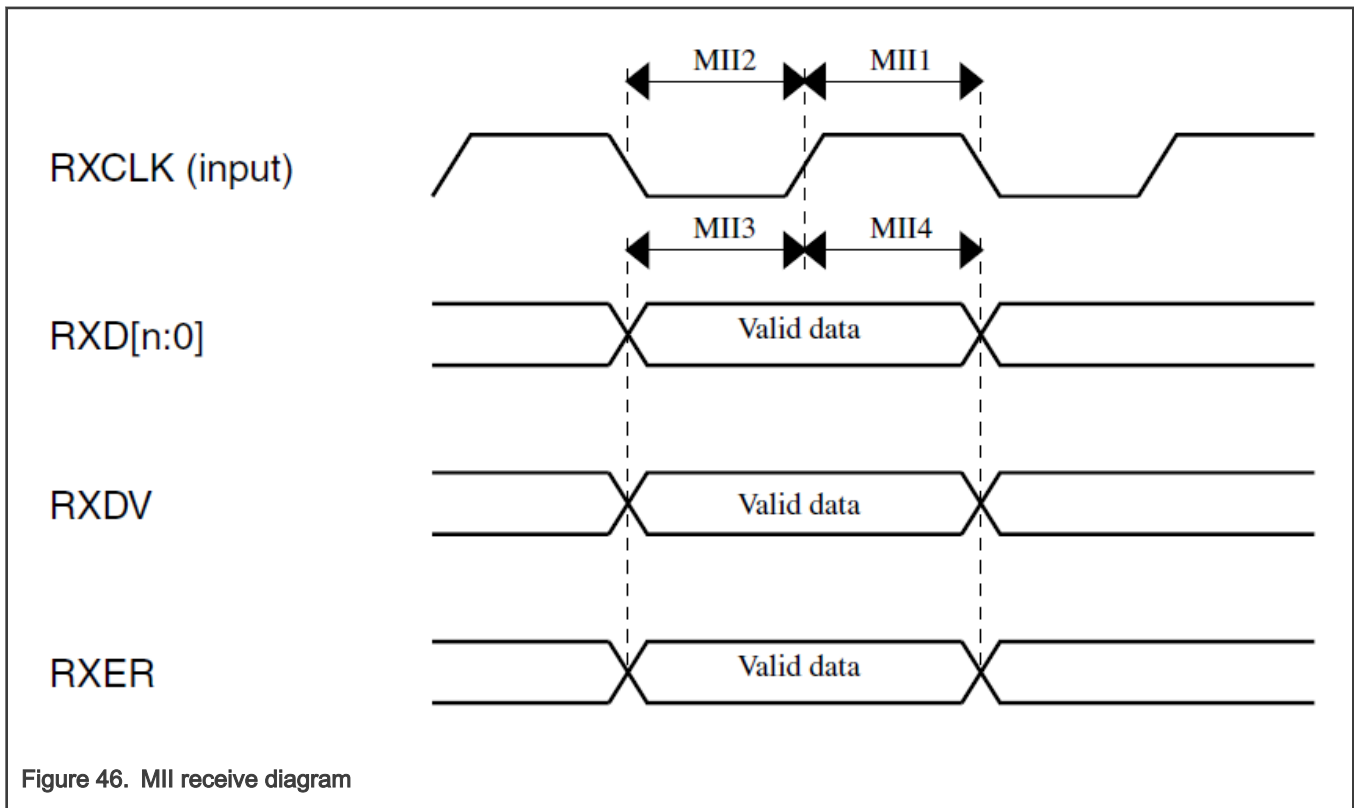 MII2 MII1
RXCLK (input)
MII3 MII4
RXD[n:0] Valid data
RXDV Valid data
RXER Valid data
Figure 46. MII receive diagram